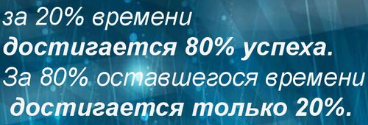 за 20% времени
достигается 80% успеха.
За 80% оставшегося времени
достигается только 20%.